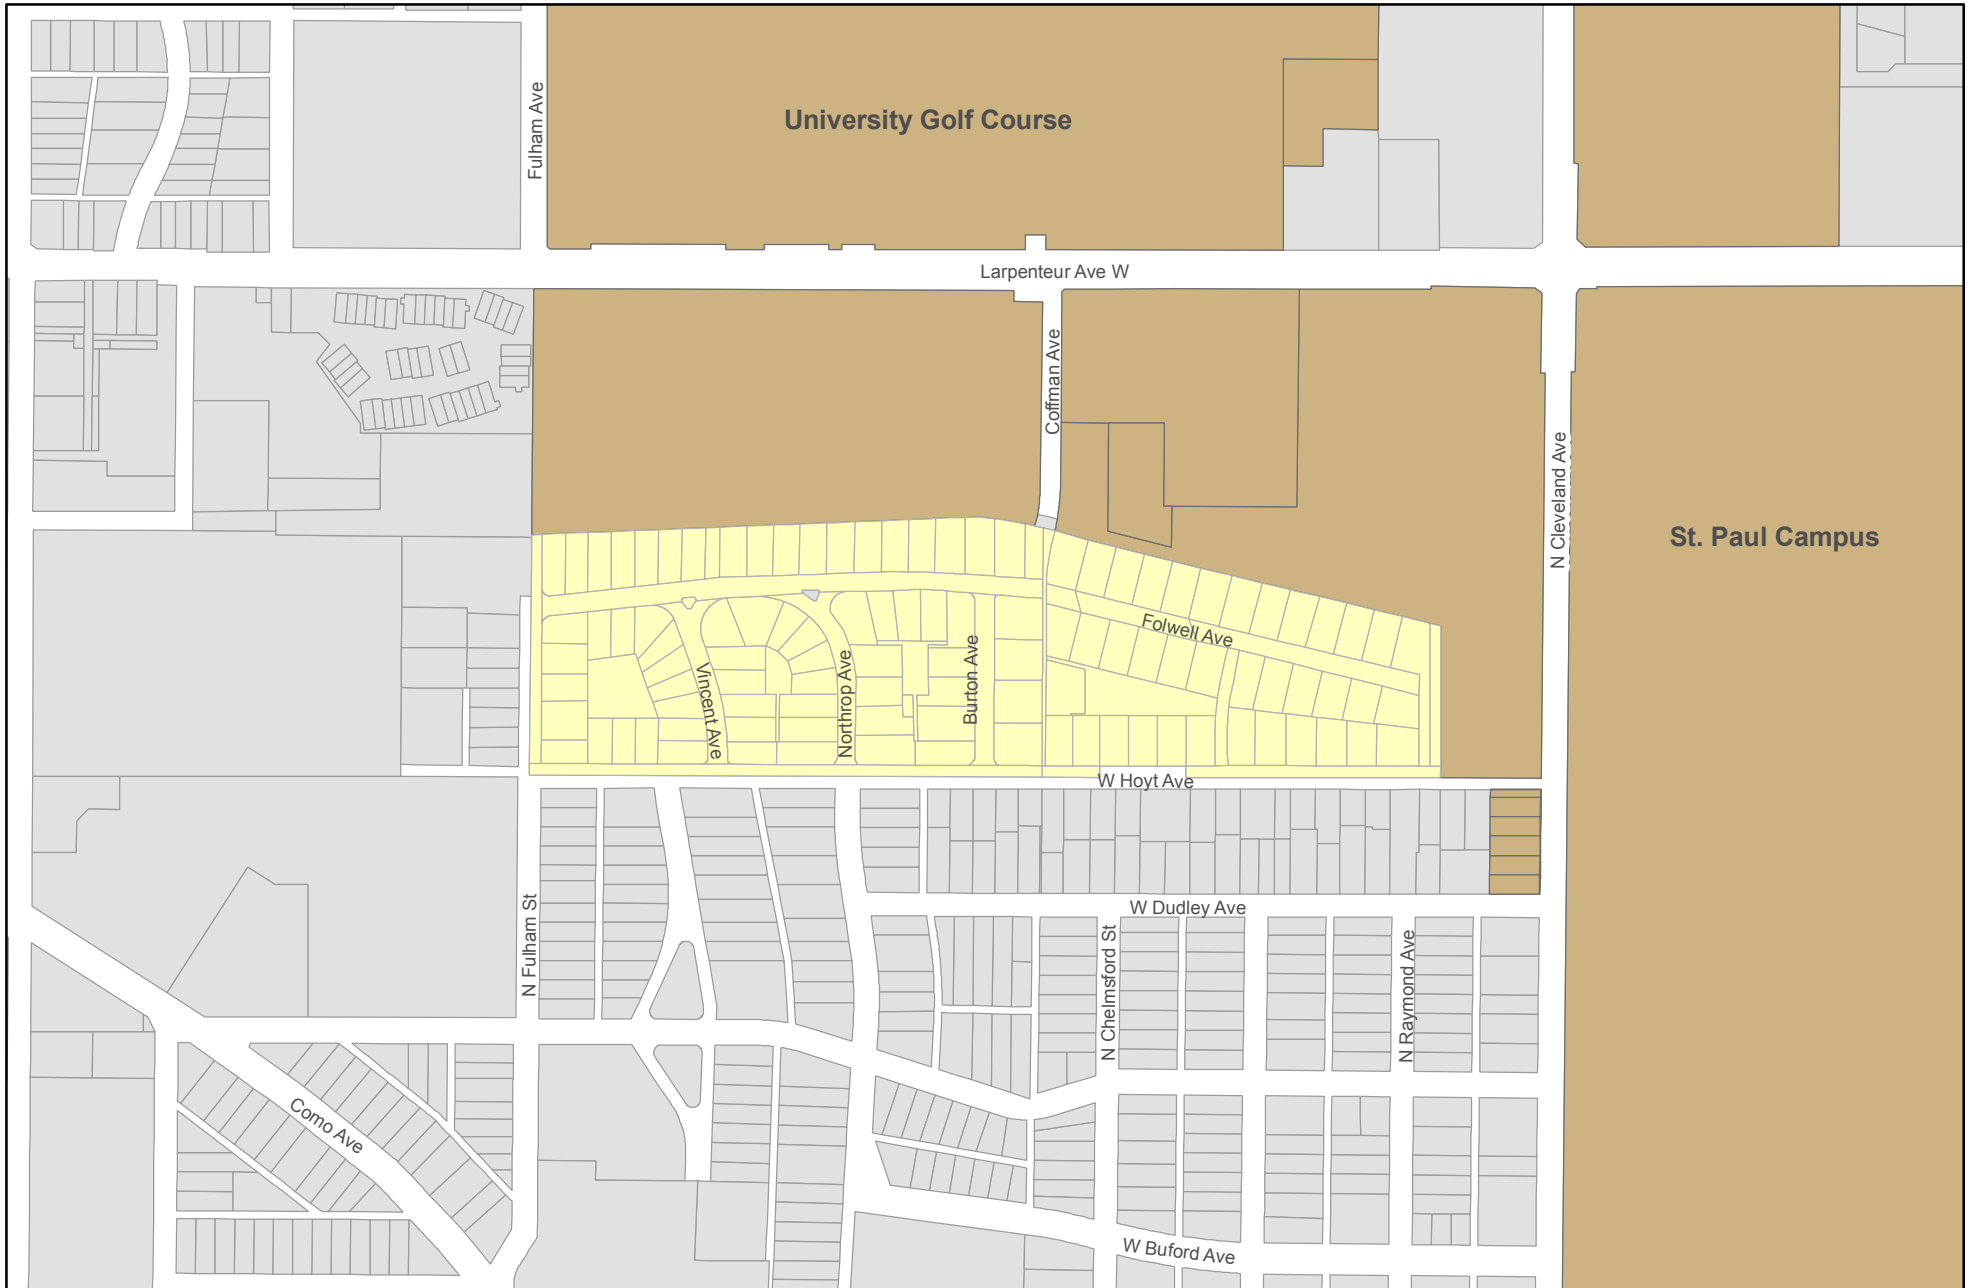 Fulham Ave
University Golf Course
Larpenteur Ave W
Coffman Ave
N Cleveland Ave
St. Paul Campus
Folwell Ave
Vincent Ave
Northrop Ave
Burton Ave
W Hoyt Ave
N Fulham St
W Dudley Ave
N Chelmsford St
N Raymond Ave
Como Ave
W Buford Ave